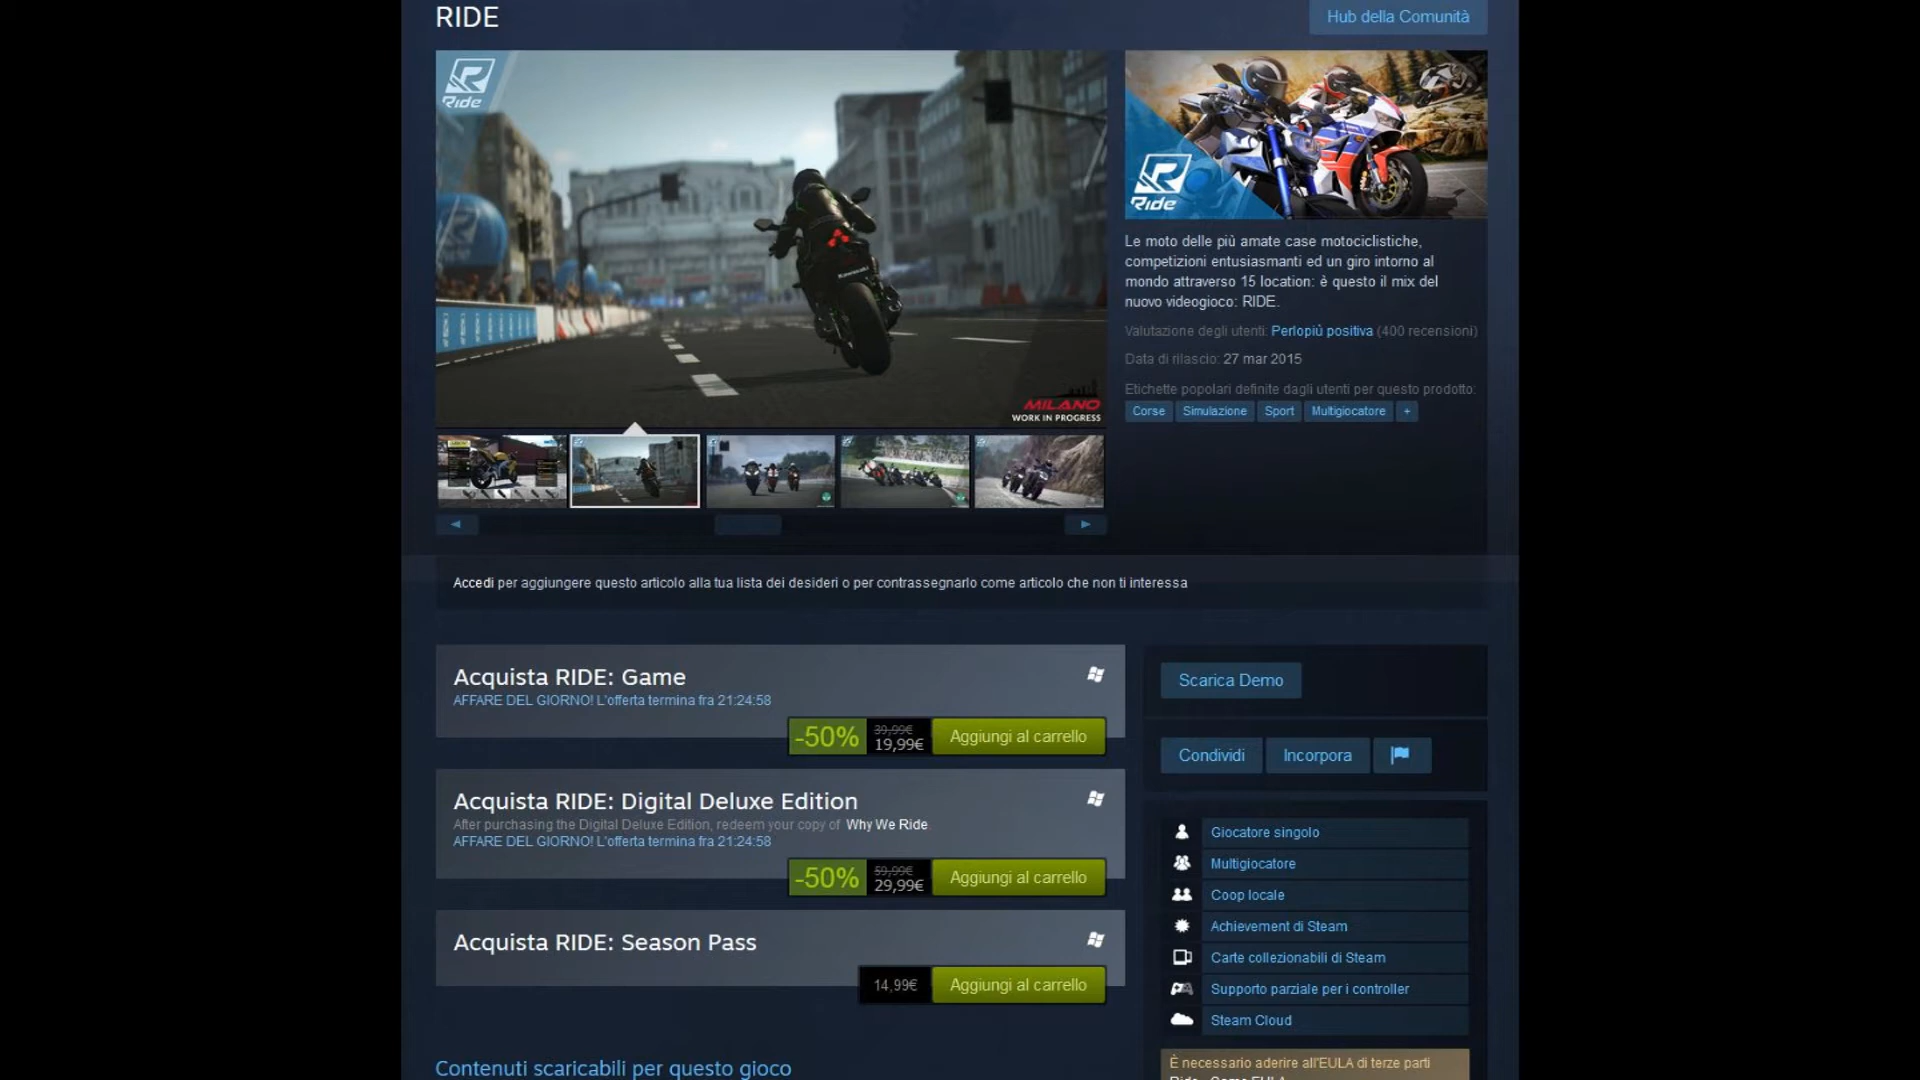 RIDE
Hub della Comunità
Ride
Kawasaki
MILANO
WORK IN PROGRESS
Ride
Le moto delle più amate case motociclistiche,
competizioni entusiasmanti ed un giro intorno al
mondo attraverso 15 location: è questo il mix del
nuovo videogioco: RIDE.
Valutazione degli utenti: Perlopiù positiva (400 recensioni)
Data di rilascio: 27 mar 2015
Etichette popolari definite dagli utenti per questo prodotto:
Corse Simulazione Sport Multigiocatore +
Accedi per aggiungere questo articolo alla tua lista dei desideri o per contrassegnarlo come articolo che non ti interessa
Acquista RIDE: Game
AFFARE DEL GIORNO! L'offerta termina fra 21:24:58
-50% 39,99€ 19,99€ Aggiungi al carrello
Acquista RIDE: Digital Deluxe Edition
After purchasing the Digital Deluxe Edition, redeem your copy of Why We Ride
AFFARE DEL GIORNO! L'offerta termina fra 21:24:58
-50% 59,99€ 29,99€ Aggiungi al carrello
Acquista RIDE: Season Pass
14,99€ Aggiungi al carrello
Contenuti scaricabili per questo gioco
Scarica Demo
Condividi Incorpora
Giocatore singolo
Multigiocatore
Coop locale
Achievement di Steam
Carte collezionabili di Steam
Supporto parziale per i controller
Steam Cloud
È necessario aderire all'EULA di terze parti